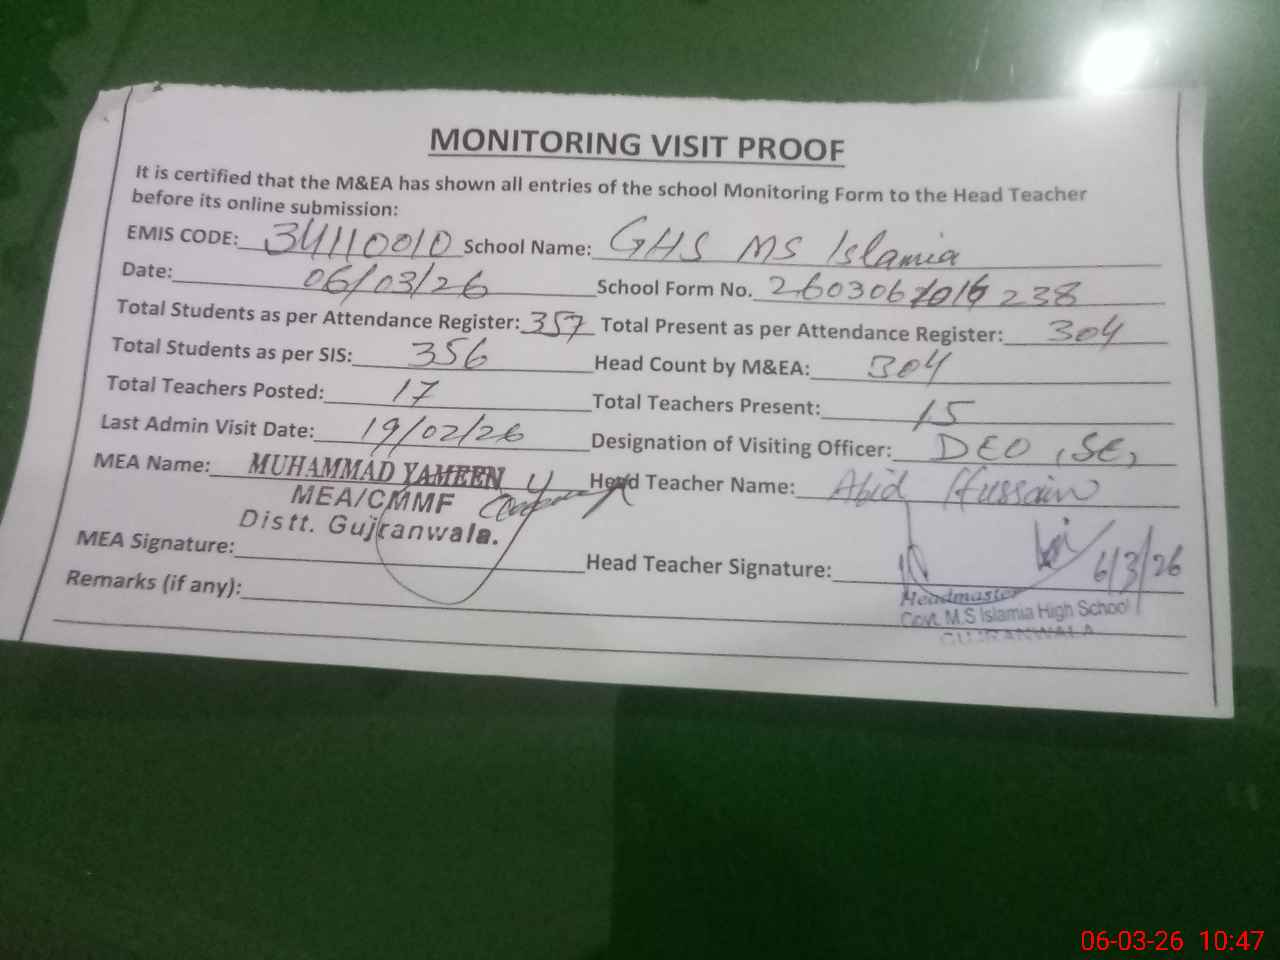 MONITORING VISIT PROOF
It is certified that the M&EA has shown all entries of the school Monitoring Form to the Head Teacher
before its online submission:
EMIS CODE: 34110010 School Name: GHS MS Islamia
Date: 06/03/26 School Form No. 260306 238
Total Students as per Attendance Register: 357 Total Present as per Attendance Register: 304
Total Students as per SIS: 356 Head Count by M&EA: 304
Total Teachers Posted: 17 Total Teachers Present: 15
Last Admin Visit Date: 19/02/26 Designation of Visiting Officer: DEO (SE)
MEA Name: MUHAMMAD YAMEEN Head Teacher Name: Abid Hussain
MEA/CMMF
Distt. Gujranwala.
MEA Signature: Head Teacher Signature: 6/3/26
Headmaster
Remarks (if any):
Govt. M.S Islamia High School
GUJRANWALA
06-03-26 10:47